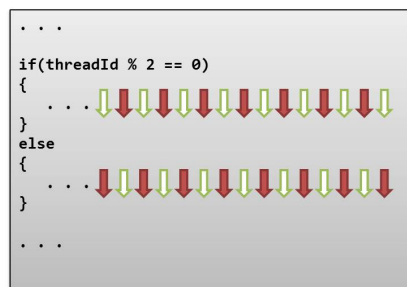 . . .
if(threadId % 2 == 0)
{
. . .
}
else
{
. . .
}
. . .